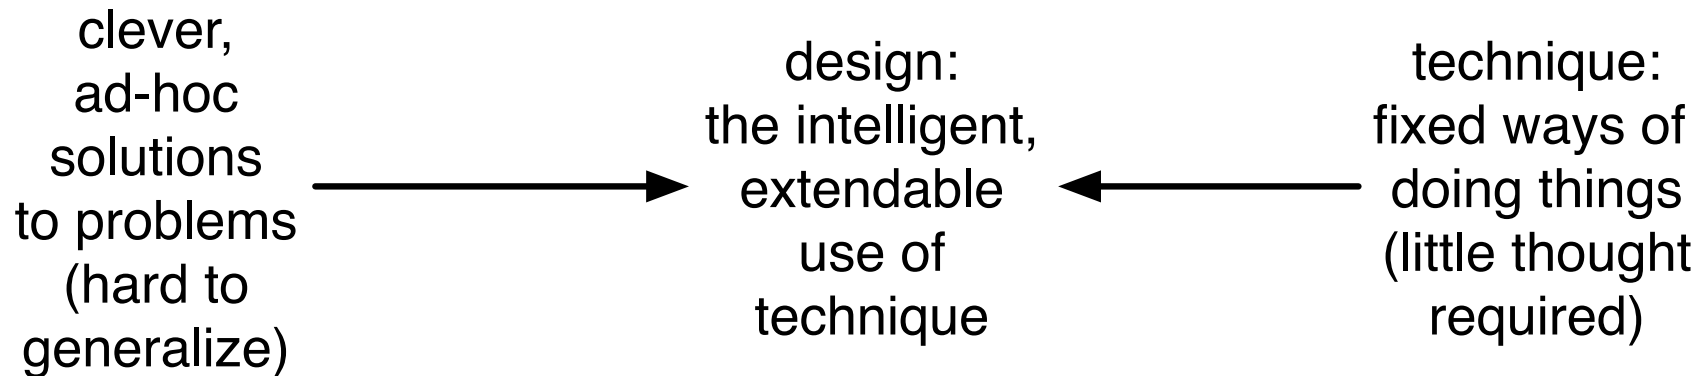 clever,
ad-hoc
solutions
to problems
(hard to
generalize)
design:
the intelligent,
extendable
use of
technique
technique:
fixed ways of
doing things
(little thought
required)